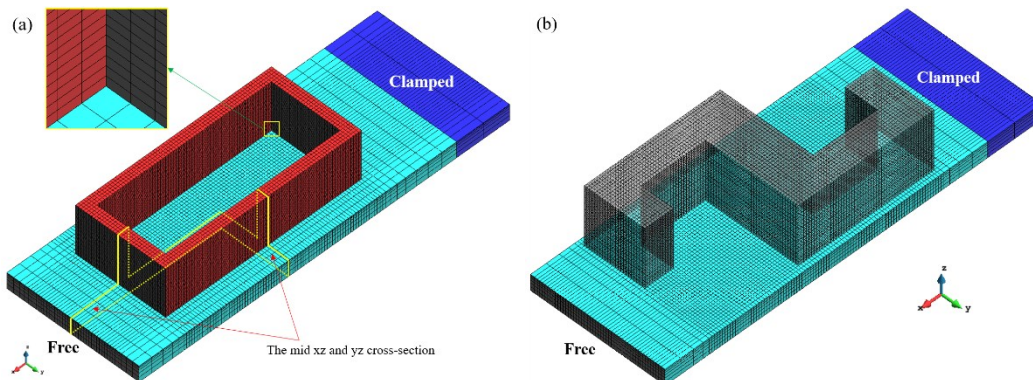 (a)
Clamped
Free
The mid xz and yz cross-section
z
x
y
(b)
Clamped
Free
z
x
y